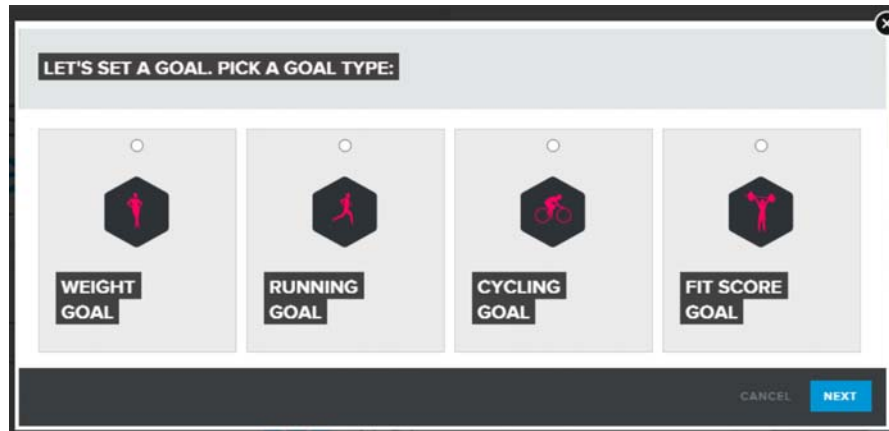 LET'S SET A GOAL. PICK A GOAL TYPE:
WEIGHT
GOAL
RUNNING
GOAL
CYCLING
GOAL
FIT SCORE
GOAL
CANCEL
NEXT